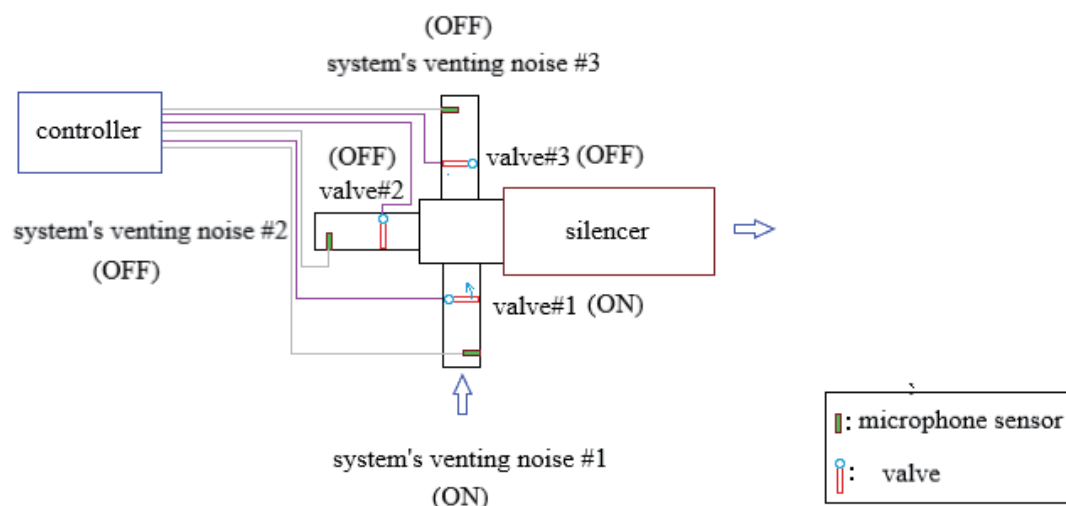 (OFF)
system's venting noise #3
controller
(OFF)
valve#3 (OFF)
valve#2
system's venting noise #2
(OFF)
silencer
valve#1 (ON)
system's venting noise #1
(ON)
: microphone sensor
: valve